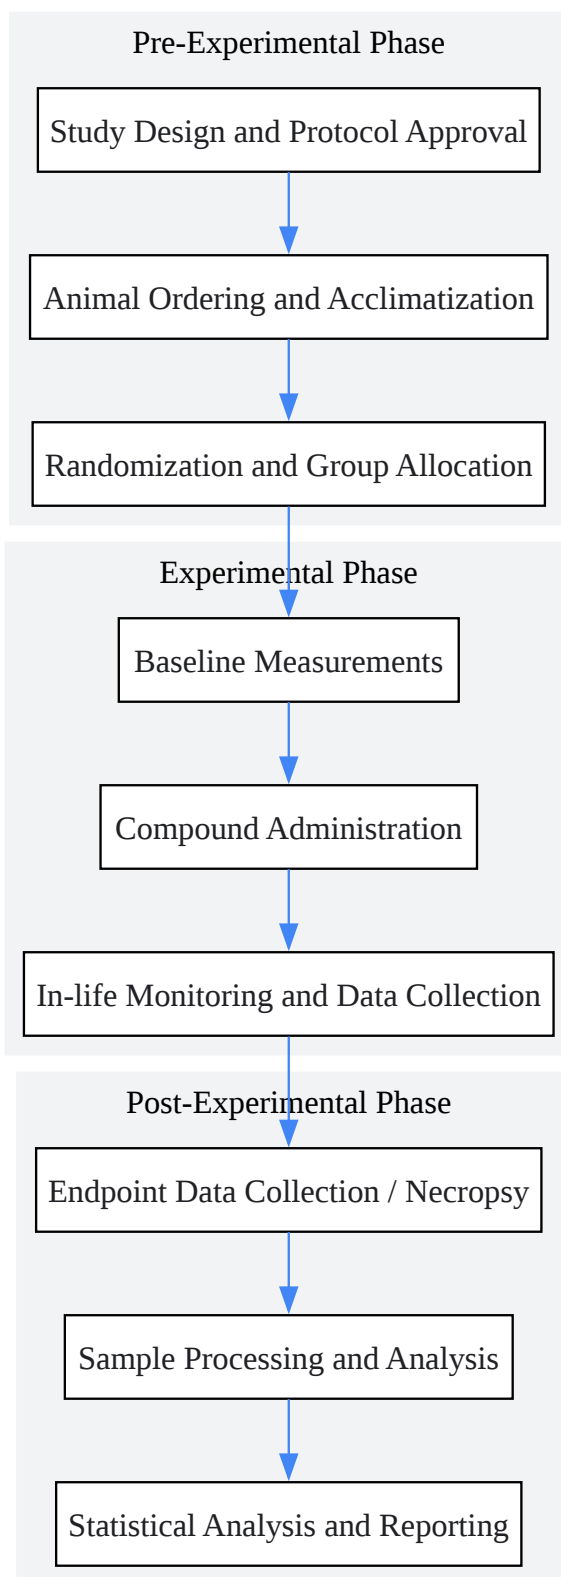 Pre-Experimental Phase
Study Design and Protocol Approval
Animal Ordering and Acclimatization
Randomization and Group Allocation
Experimental Phase
Baseline Measurements
Compound Administration
In-life Monitoring and Data Collection
Post-Experimental Phase
Endpoint Data Collection / Necropsy
Sample Processing and Analysis
Statistical Analysis and Reporting